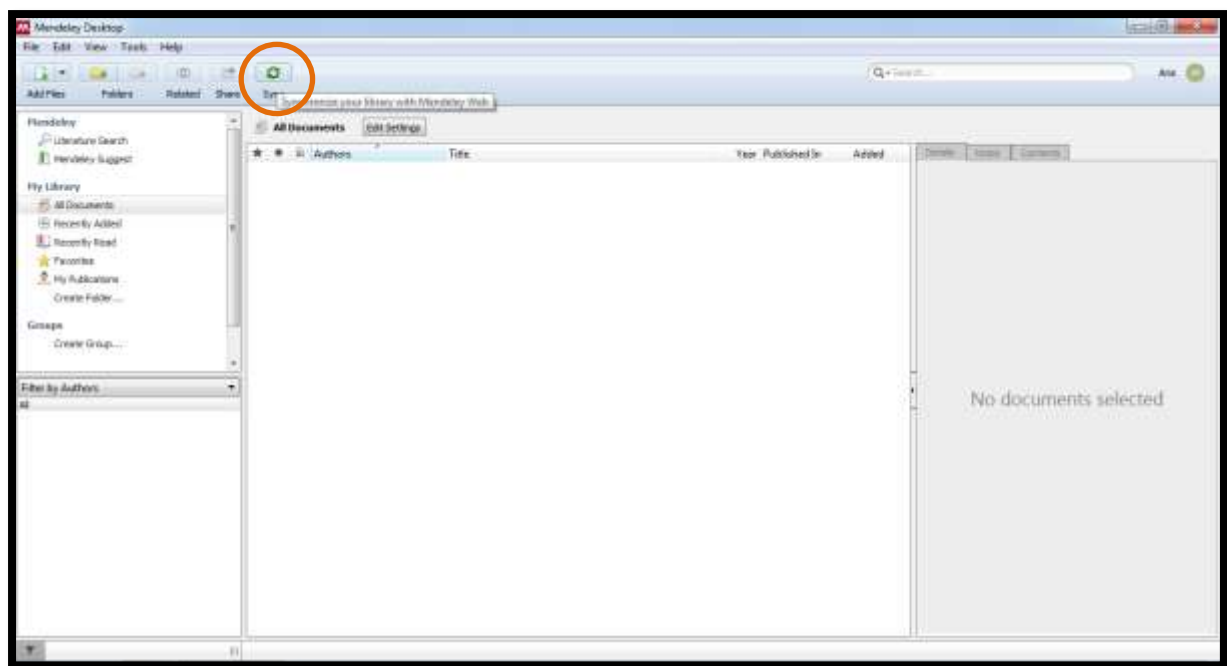 Mendeley Desktop
File Edit View Tools Help
Search...
Ana
Add Files Folders Related Share Sync
Synchronize your library with Mendeley Web
Mendeley
Literature Search
Mendeley Suggest
My Library
All Documents
Recently Added
Recently Read
Favorites
My Publications
Create Folder...
Groups
Create Group...
Filter by Authors
All
All Documents Edit Settings
Authors Title Year Published In Added
Details Notes Contents
No documents selected